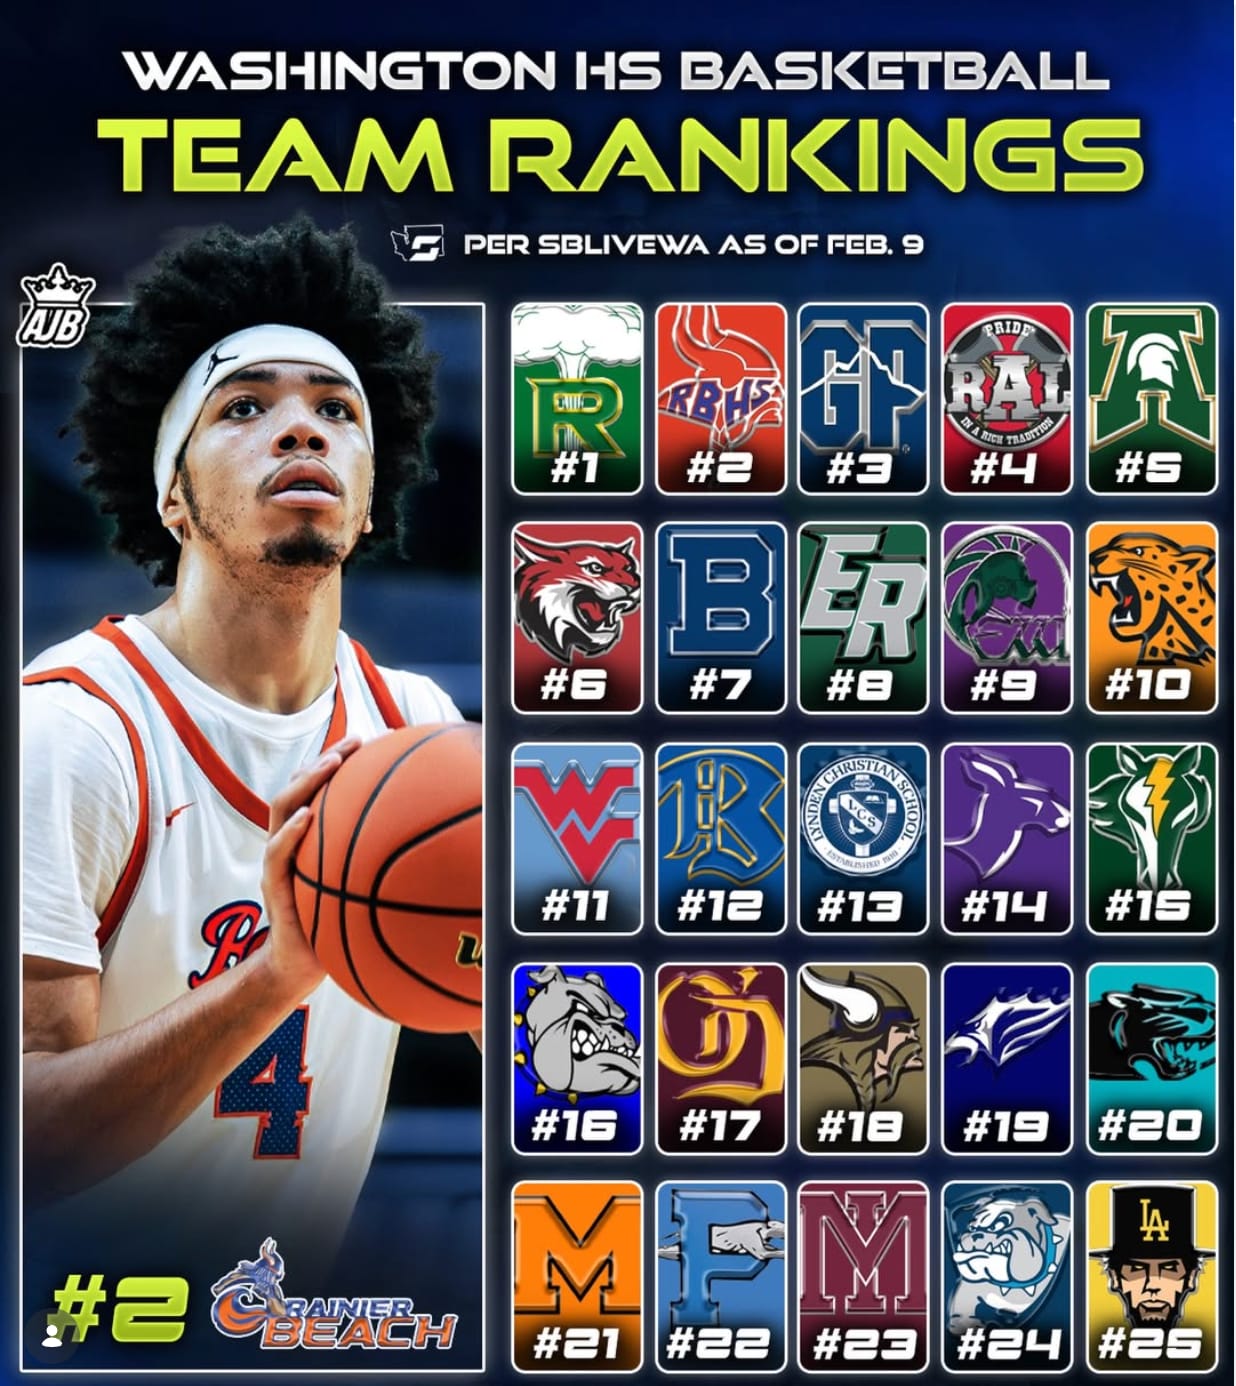 WASHINGTON HS BASKETBALL
TEAM RANKINGS
PER SBLIVEWA AS OF FEB. 9
AJB
R
#1
RBHS
#2
GP
#3
PRIDE
RAL
IN A RICH TRADITION
#4
#5
#6
B
#7
ER
#8
#9
#10
W
#11
B
#12
LYNDEN CHRISTIAN SCHOOL
LCS
ESTABLISHED 1910
#13
#14
#15
#16
#17
#18
#19
#20
M
#21
P
#22
M
#23
#24
LA
#25
4
#2
RAINIER
BEACH